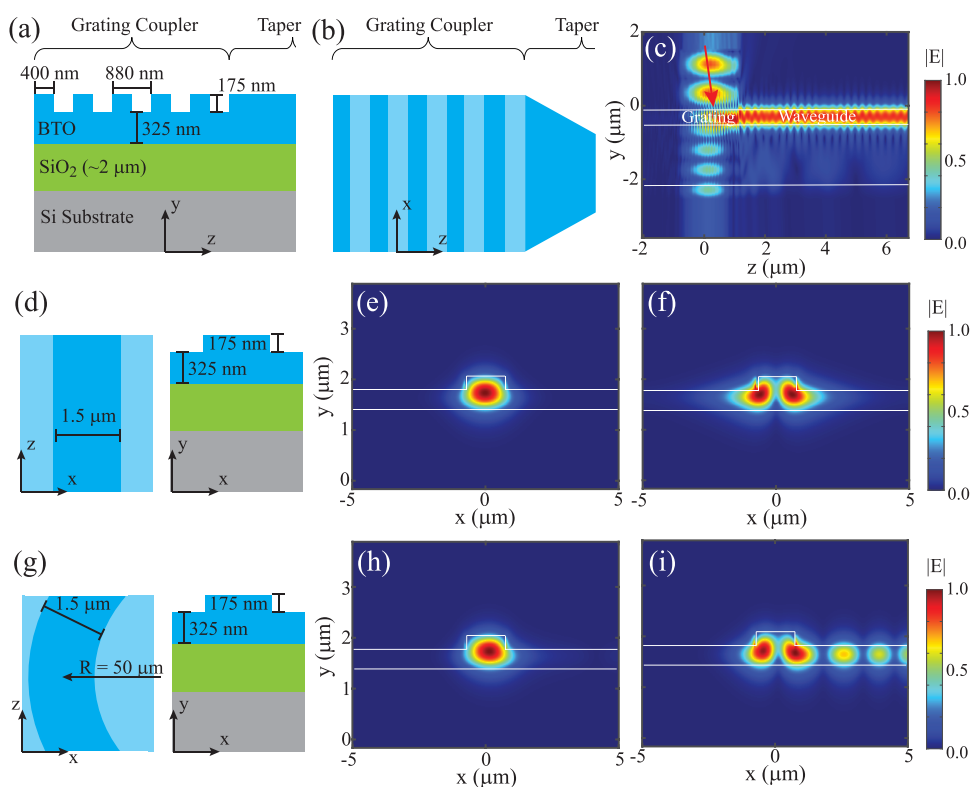 (a)
Grating Coupler
Taper
400 nm
880 nm
175 nm
BTO
325 nm
SiO2 (~2 μm)
Si Substrate
y
z
(b)
Grating Coupler
Taper
x
z
(c)
|E|
2
0
-2
y (μm)
Grating
Waveguide
-2
0
2
4
6
z (μm)
1.0
0.5
0.0
(d)
1.5 μm
z
x
175 nm
325 nm
y
x
(e)
3
2
1
0
y (μm)
-5
0
5
x (μm)
(f)
-5
0
5
x (μm)
|E|
1.0
0.5
0.0
(g)
1.5 μm
R = 50 μm
z
x
175 nm
325 nm
y
x
(h)
3
2
1
0
y (μm)
-5
0
5
x (μm)
(i)
-5
0
5
x (μm)
|E|
1.0
0.5
0.0